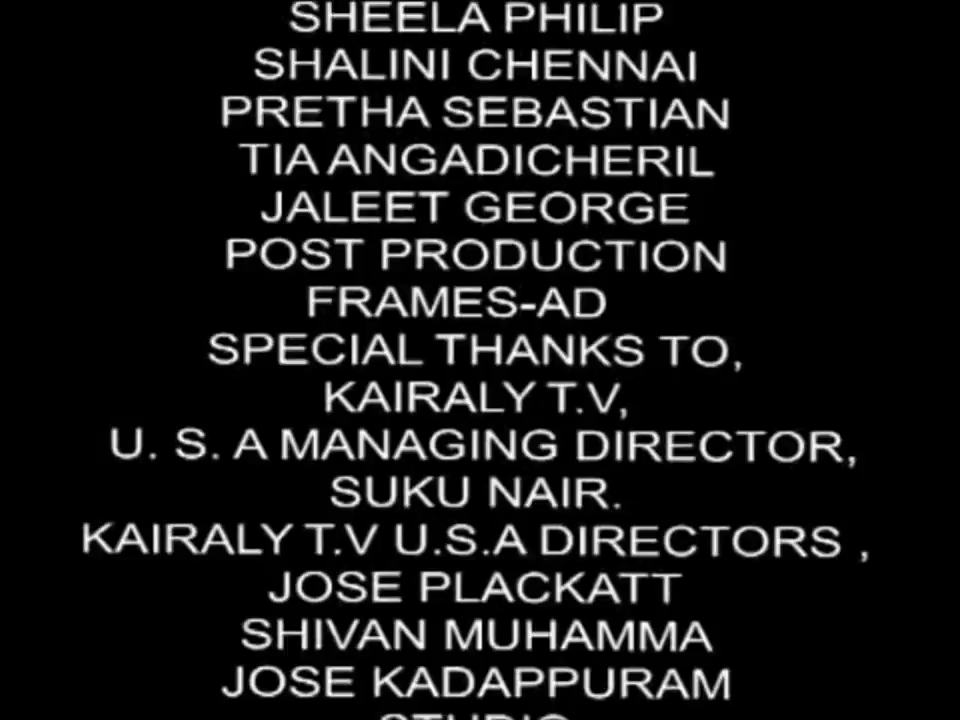 SHEELA PHILIP
SHALINI CHENNAI
PRETHA SEBASTIAN
TIA ANGADICHERIL
JALEET GEORGE
POST PRODUCTION
FRAMES-AD
SPECIAL THANKS TO,
KAIRALY T.V,
U. S. A MANAGING DIRECTOR,
SUKU NAIR.
KAIRALY T.V U.S.A DIRECTORS ,
JOSE PLACKATT
SHIVAN MUHAMMA
JOSE KADAPPURAM
STUDIO